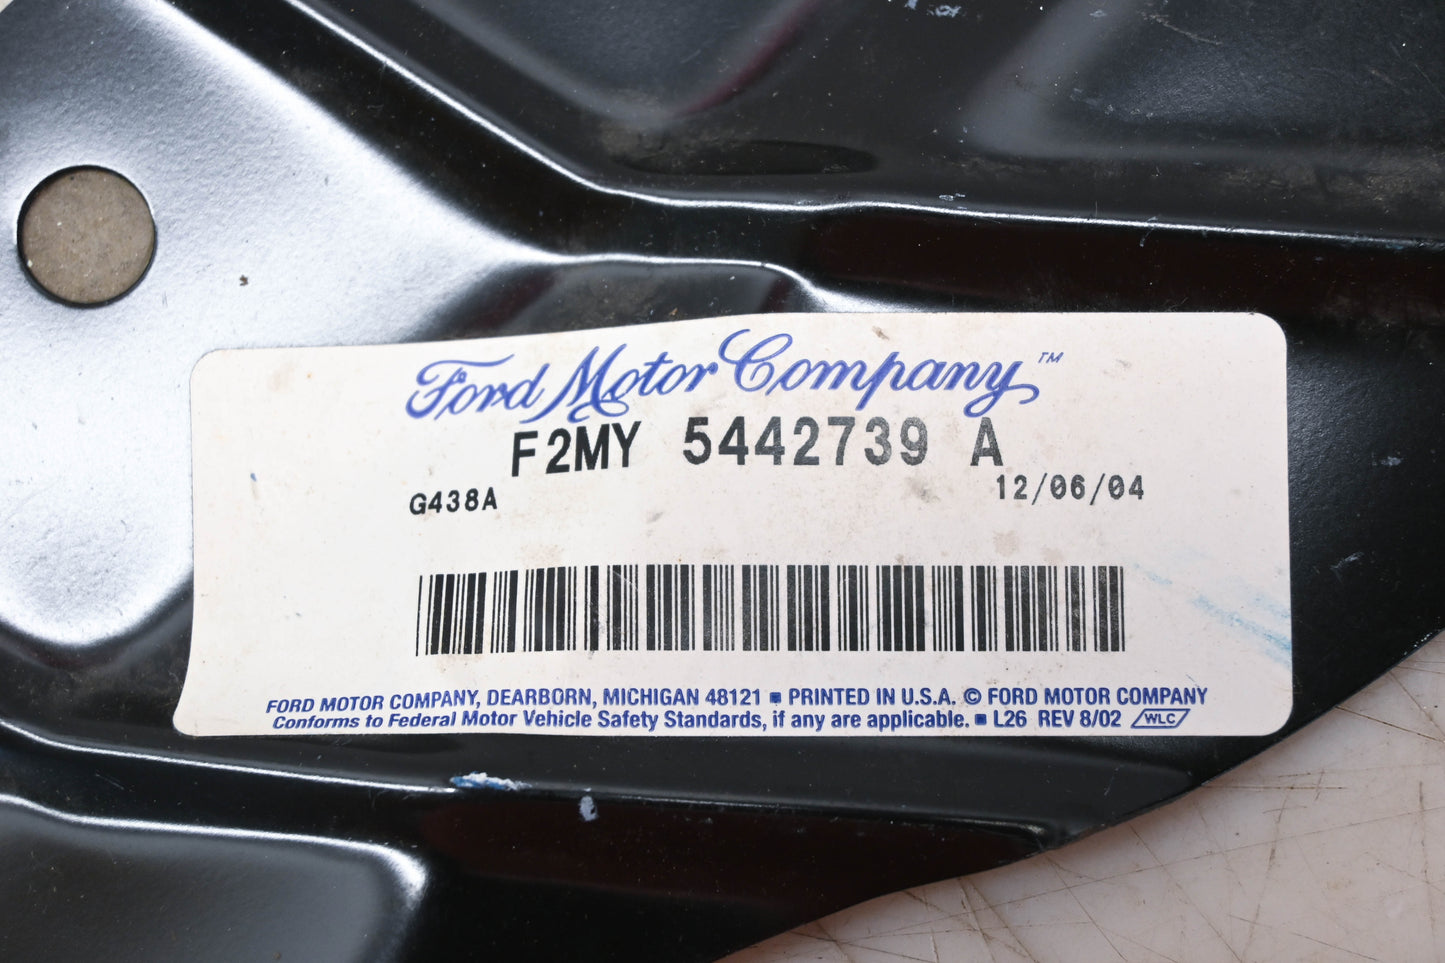 Ford Motor Company™
F2MY 5442739 A
G438A 12/06/04
FORD MOTOR COMPANY, DEARBORN, MICHIGAN 48121 ■ PRINTED IN U.S.A. © FORD MOTOR COMPANY
Conforms to Federal Motor Vehicle Safety Standards, if any are applicable. ■ L26 REV 8/02 WLC